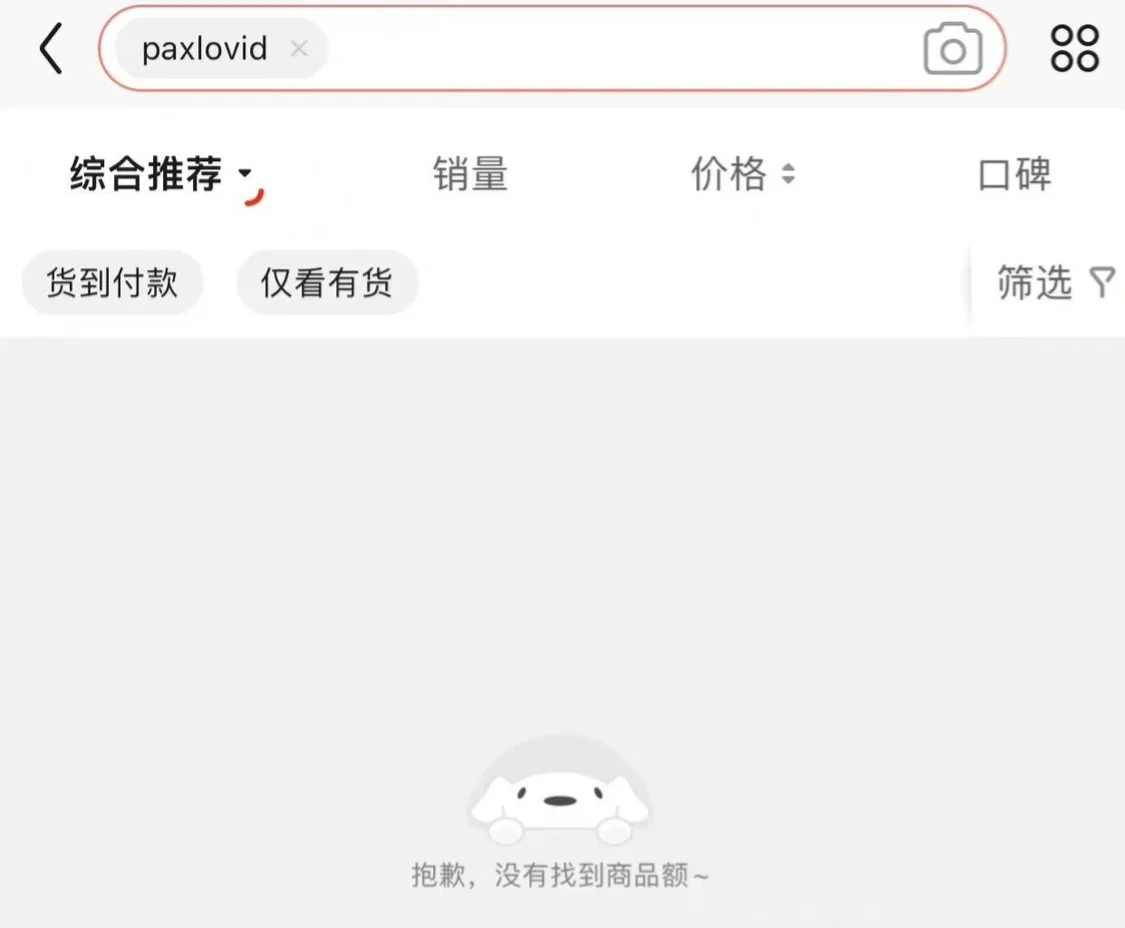 paxlovid
综合推荐 销量 价格 口碑
货到付款 仅看有货 筛选
抱歉，没有找到商品额~